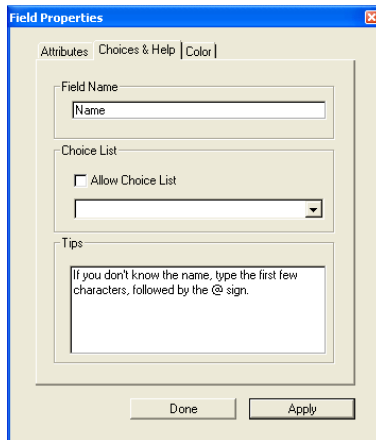 Field Properties
Attributes Choices & Help Color
Field Name
Name
Choice List
Allow Choice List
Tips
If you don't know the name, type the first few
characters, followed by the @ sign.
Done Apply